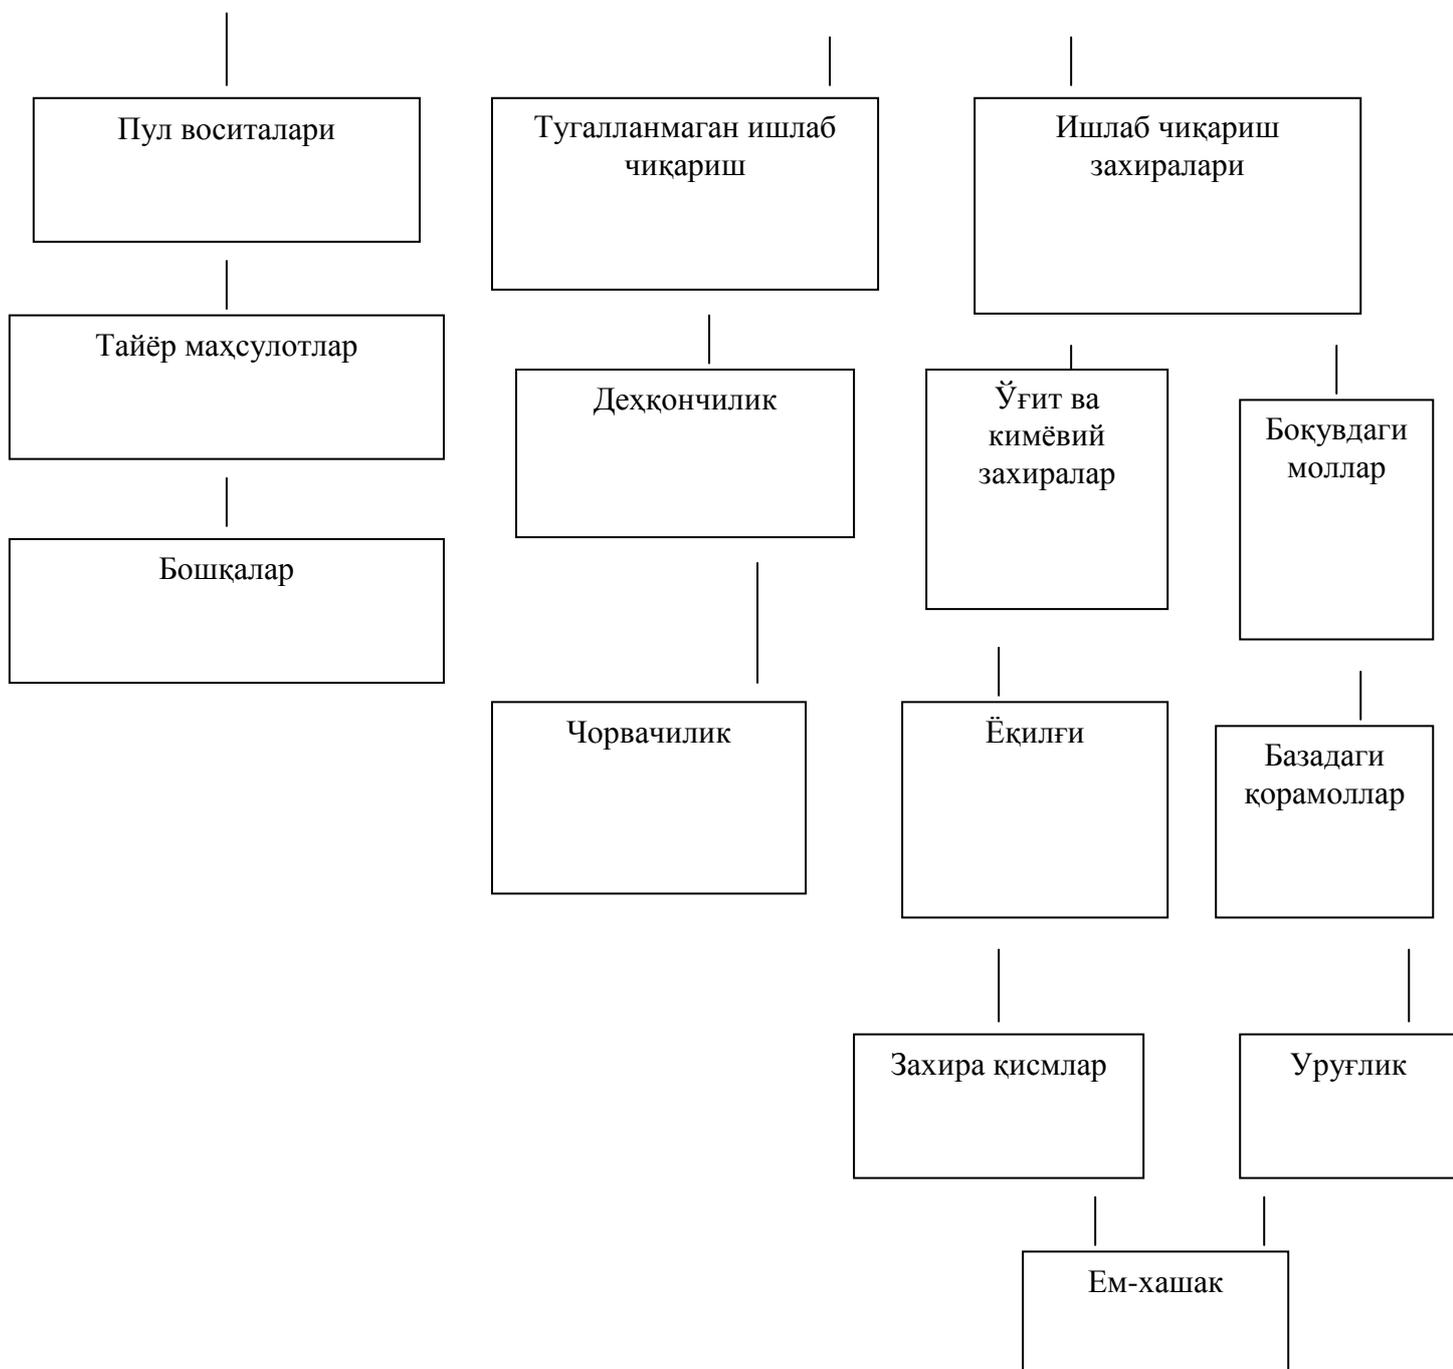 Пул воситалари
Тугалланмаган ишлаб
чиқариш
Ишлаб чиқариш
захиралари
Тайёр маҳсулотлар
Деҳқончилик
Ўғит ва
кимёвий
захиралар
Боқувдаги
моллар
Бошқалар
Чорвачилик
Ёқилғи
Базадаги
қорамоллар
Захира қисмлар
Уруғлик
Ем-хашак